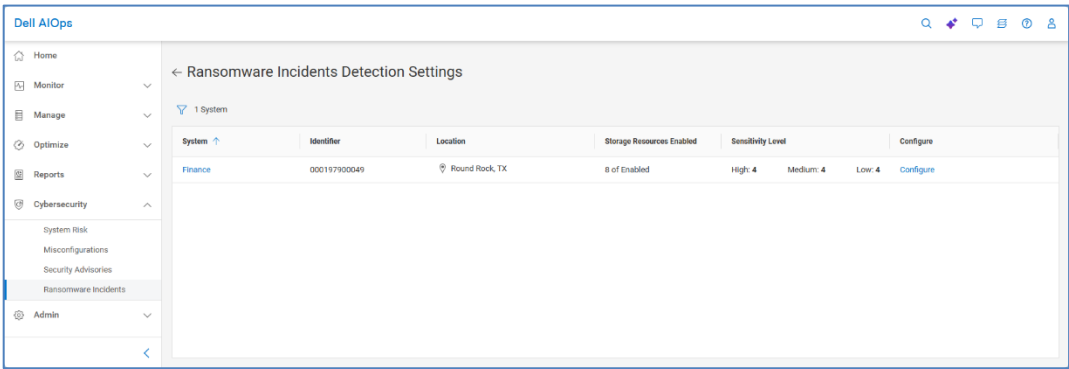 Dell AIOps
Home
Monitor
Manage
Optimize
Reports
Cybersecurity
System Risk
Misconfigurations
Security Advisories
Ransomware Incidents
Admin
← Ransomware Incidents Detection Settings
1 System
System ↑ Identifier Location Storage Resources Enabled Sensitivity Level Configure
Finance 000197900049 Round Rock, TX 8 of Enabled High: 4 Medium: 4 Low: 4 Configure